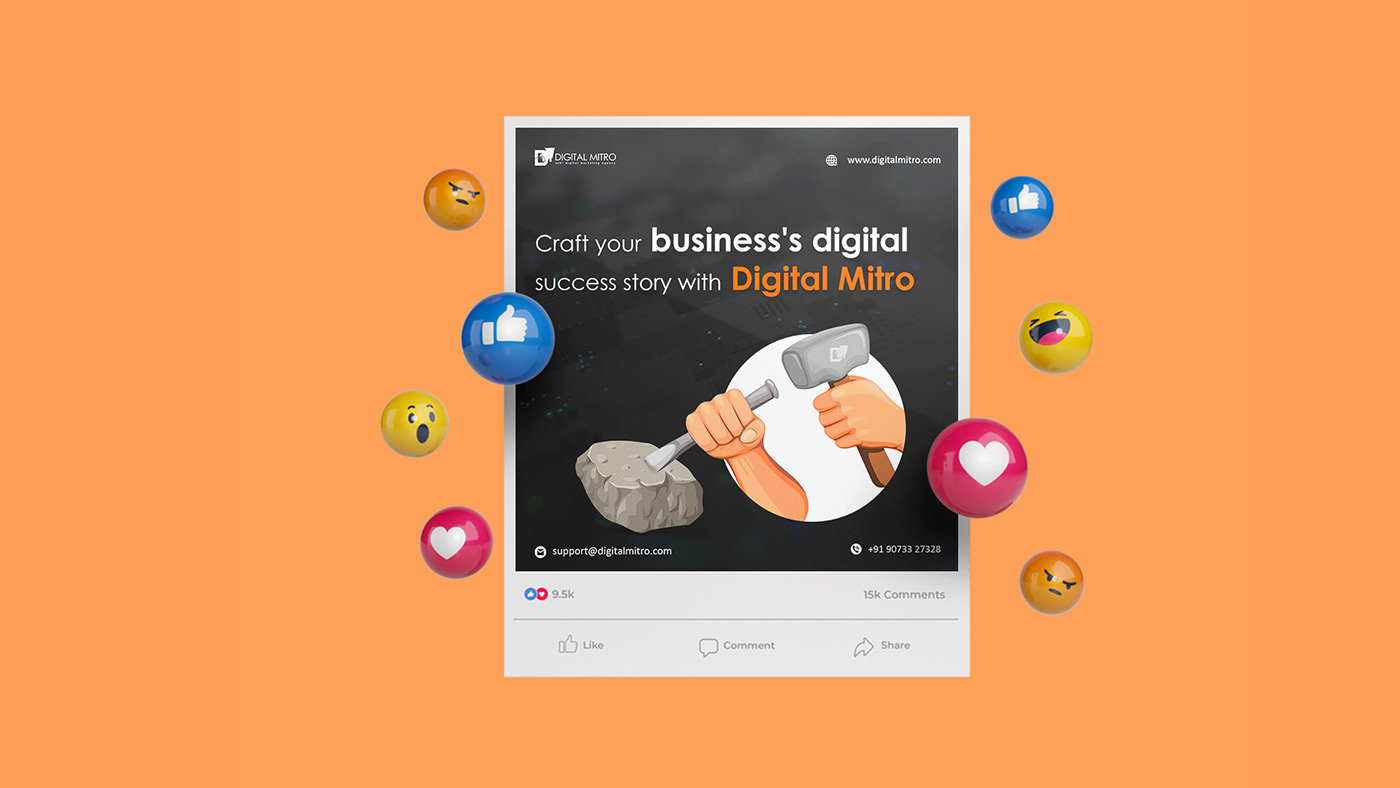 DIGITAL MITRO
www.digitalmitro.com
Craft your business's digital
success story with Digital Mitro
support@digitalmitro.com
+91 90733 27328
9.5k
15k Comments
Like
Comment
Share